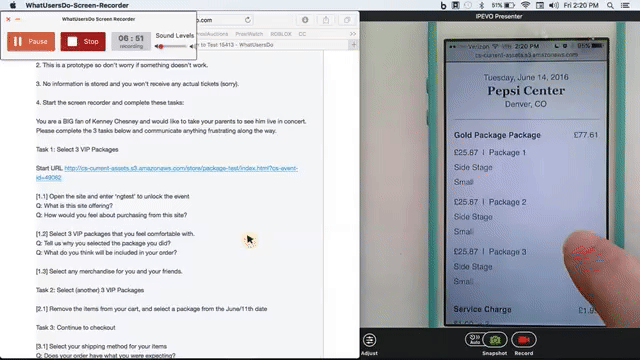 WhatUsersDo-Screen-Recorder
51%
Fri 2:20 PM
WhatUsersDo Screen Recorder
Pause
Stop
06 : 51
recording
Sound Levels
IPEVO Presenter
to Test 15413 - WhatUsersDo
2. This is a prototype so don't worry if something doesn't work.
3. No information is stored and you won't receive any actual tickets (sorry).
4. Start the screen recorder and complete these tasks:
You are a BIG fan of Kenney Chesney and would like to take your parents to see him live in concert.
Please complete the 3 tasks below and communicate anything frustrating along the way.
Task 1: Select 3 VIP Packages
Start URL http://cs-current-assets.s3.amazonaws.com/store/package-test/index.html?cs-event-
id=49062
[1.1] Open the site and enter 'ngtest' to unlock the event
Q: What is this site offering?
Q: How would you feel about purchasing from this site?
[1.2] Select 3 VIP packages that you feel comfortable with.
Q: Tell us why you selected the package you did?
Q: What do you think will be included in your order?
[1.3] Select any merchandise for you and your friends.
Task 2: Select (another) 3 VIP Packages
[2.1] Remove the items from your cart, and select a package from the June/11th date
Task 3: Continue to checkout
[3.1] Select your shipping method for your items
Q: Does your order have what you were expecting?
Verizon
2:20 PM
95%
cs-current-assets.s3.amazonaws.com
Tuesday, June 14, 2016
Pepsi Center
Denver, CO
Gold Package Package £77.61
£25.87 | Package 1
Side Stage
Small
£25.87 | Package 2
Side Stage
Small
£25.87 | Package 3
Side Stage
Small
Service Charge
Adjust
Auto
Snapshot
Record